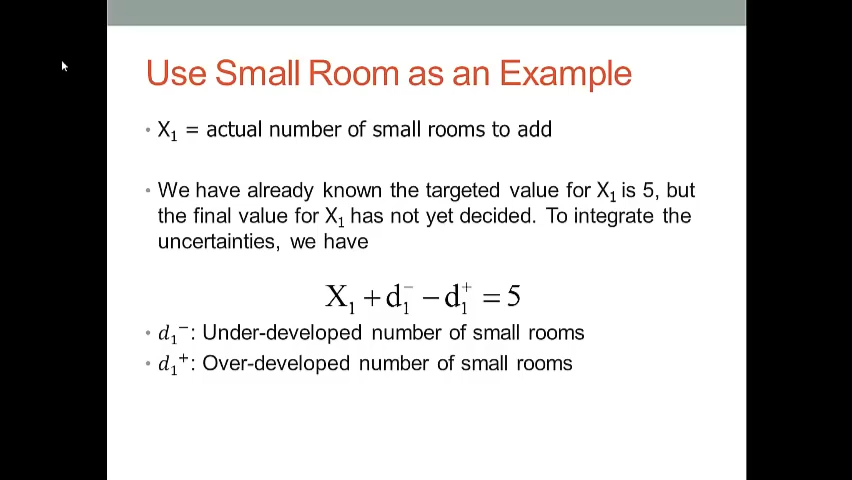 Use Small Room as an Example
• X₁ = actual number of small rooms to add
• We have already known the targeted value for X₁ is 5, but
the final value for X₁ has not yet decided. To integrate the
uncertainties, we have
X₁ + d₁⁻ − d₁⁺ = 5
• d₁⁻: Under-developed number of small rooms
• d₁⁺: Over-developed number of small rooms